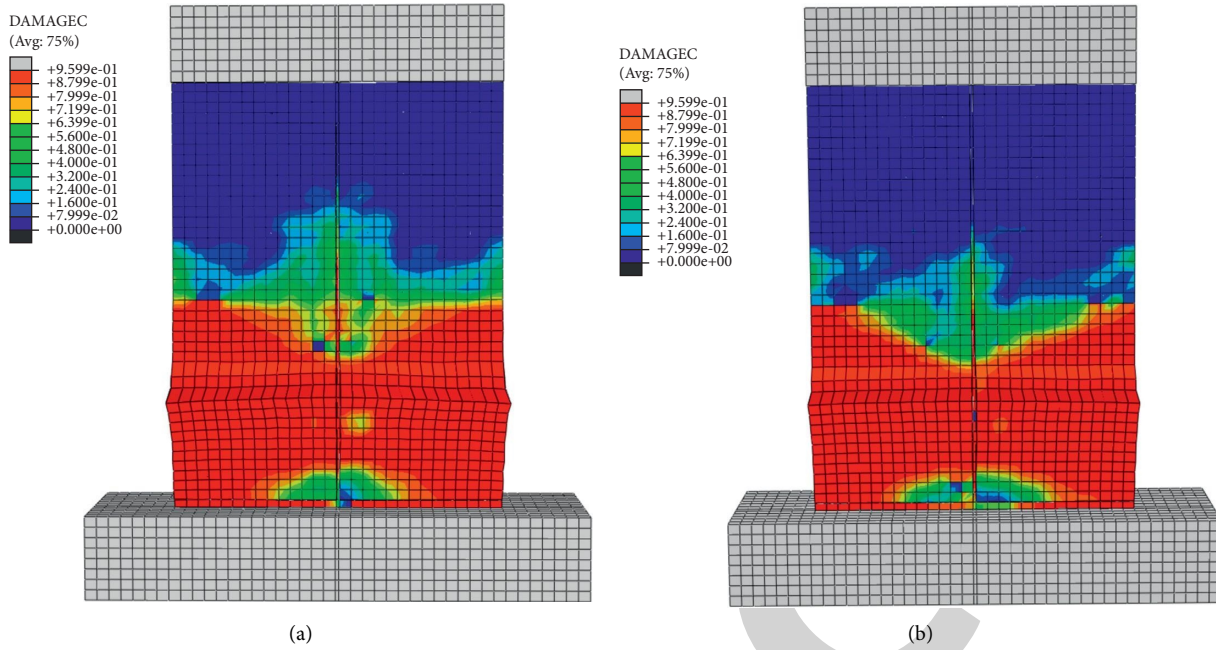 DAMAGEC
(Avg: 75%)
+9.599e-01
+8.799e-01
+7.999e-01
+7.199e-01
+6.399e-01
+5.600e-01
+4.800e-01
+4.000e-01
+3.200e-01
+2.400e-01
+1.600e-01
+7.999e-02
+0.000e+00
(a)
DAMAGEC
(Avg: 75%)
+9.599e-01
+8.799e-01
+7.999e-01
+7.199e-01
+6.399e-01
+5.600e-01
+4.800e-01
+4.000e-01
+3.200e-01
+2.400e-01
+1.600e-01
+7.999e-02
+0.000e+00
(b)